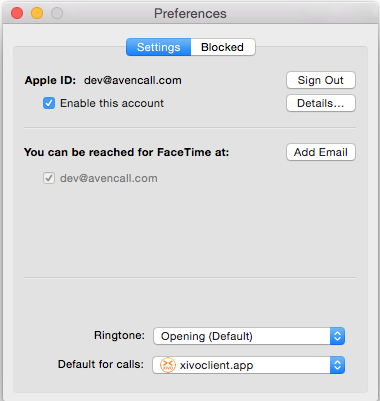 Preferences
Settings Blocked
Apple ID: dev@avencall.com Sign Out
Enable this account Details...
You can be reached for FaceTime at: Add Email
dev@avencall.com
Ringtone: Opening (Default)
Default for calls: xivoclient.app